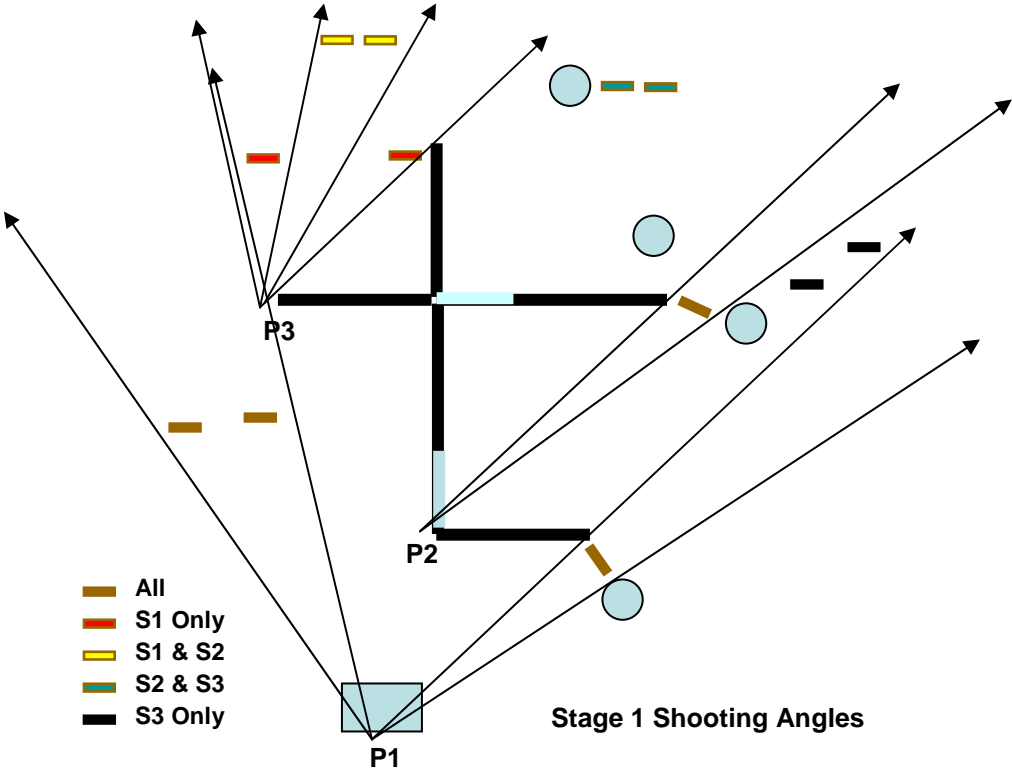 P3
P2
All
S1 Only
S1 & S2
S2 & S3
S3 Only
Stage 1 Shooting Angles
P1